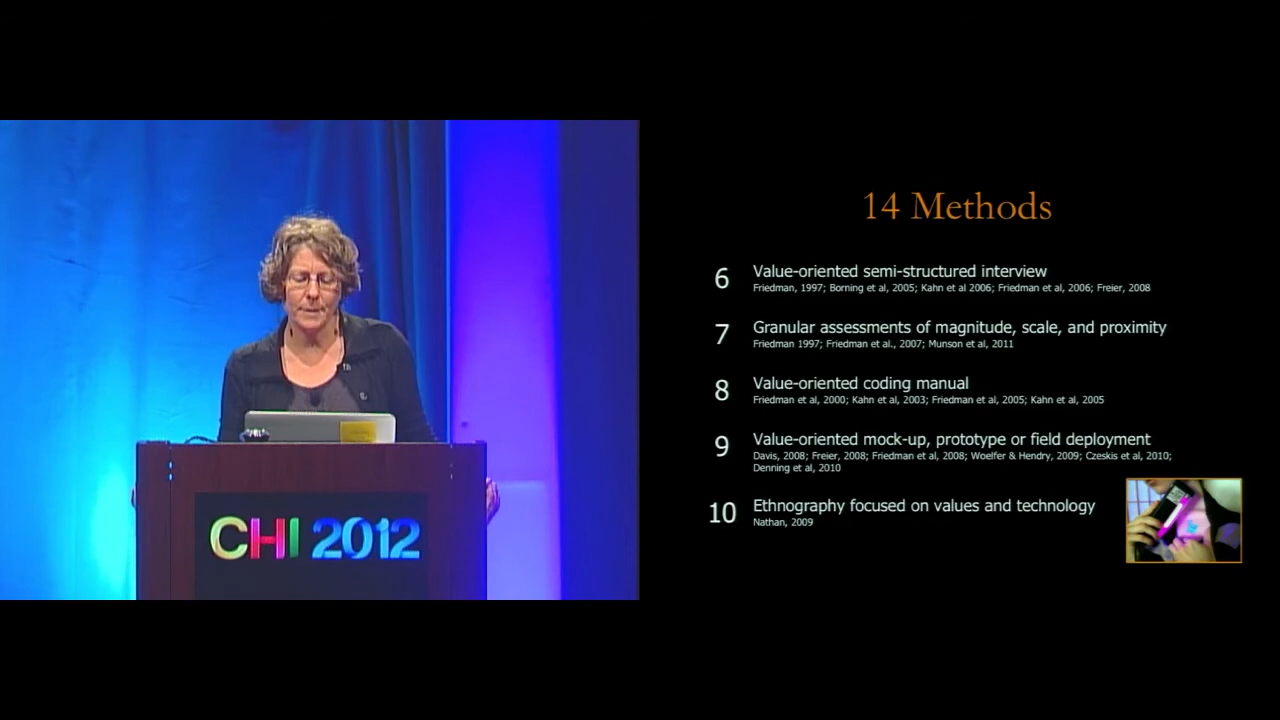 CHI 2012
14 Methods
6 Value-oriented semi-structured interview
Friedman, 1997; Borning et al, 2005; Kahn et al 2006; Friedman et al, 2006; Freier, 2008
7 Granular assessments of magnitude, scale, and proximity
Friedman 1997; Friedman et al., 2007; Munson et al, 2011
8 Value-oriented coding manual
Friedman et al, 2000; Kahn et al, 2003; Friedman et al, 2005; Kahn et al, 2005
9 Value-oriented mock-up, prototype or field deployment
Davis, 2008; Freier, 2008; Friedman et al, 2008; Woelfer & Hendry, 2009; Czeskis et al, 2010;
Denning et al, 2010
10 Ethnography focused on values and technology
Nathan, 2009